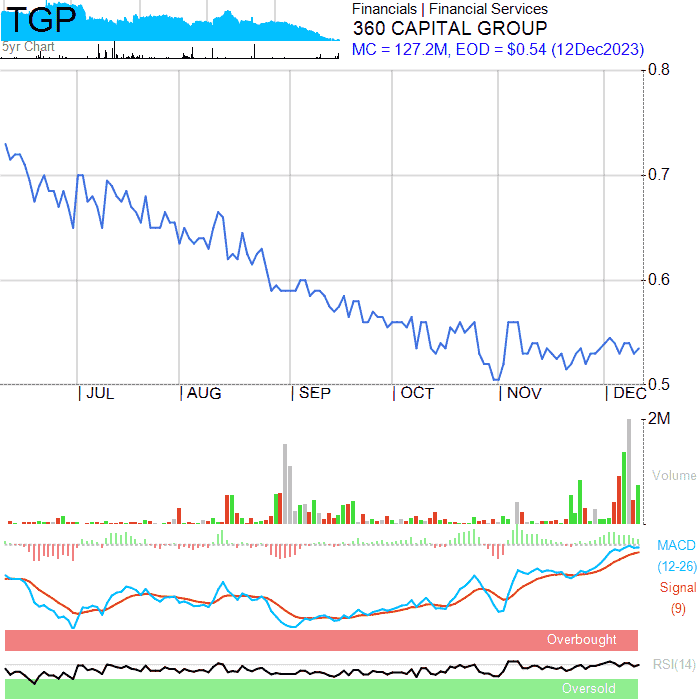 TGP
5yr Chart
Financials | Financial Services
360 CAPITAL GROUP
MC = 127.2M, EOD = $0.54 (12Dec2023)
0.8
0.7
0.6
0.5
| JUL | AUG | SEP | OCT | NOV | DEC
2M
Volume
MACD
(12-26)
Signal
(9)
Overbought
RSI(14)
Oversold